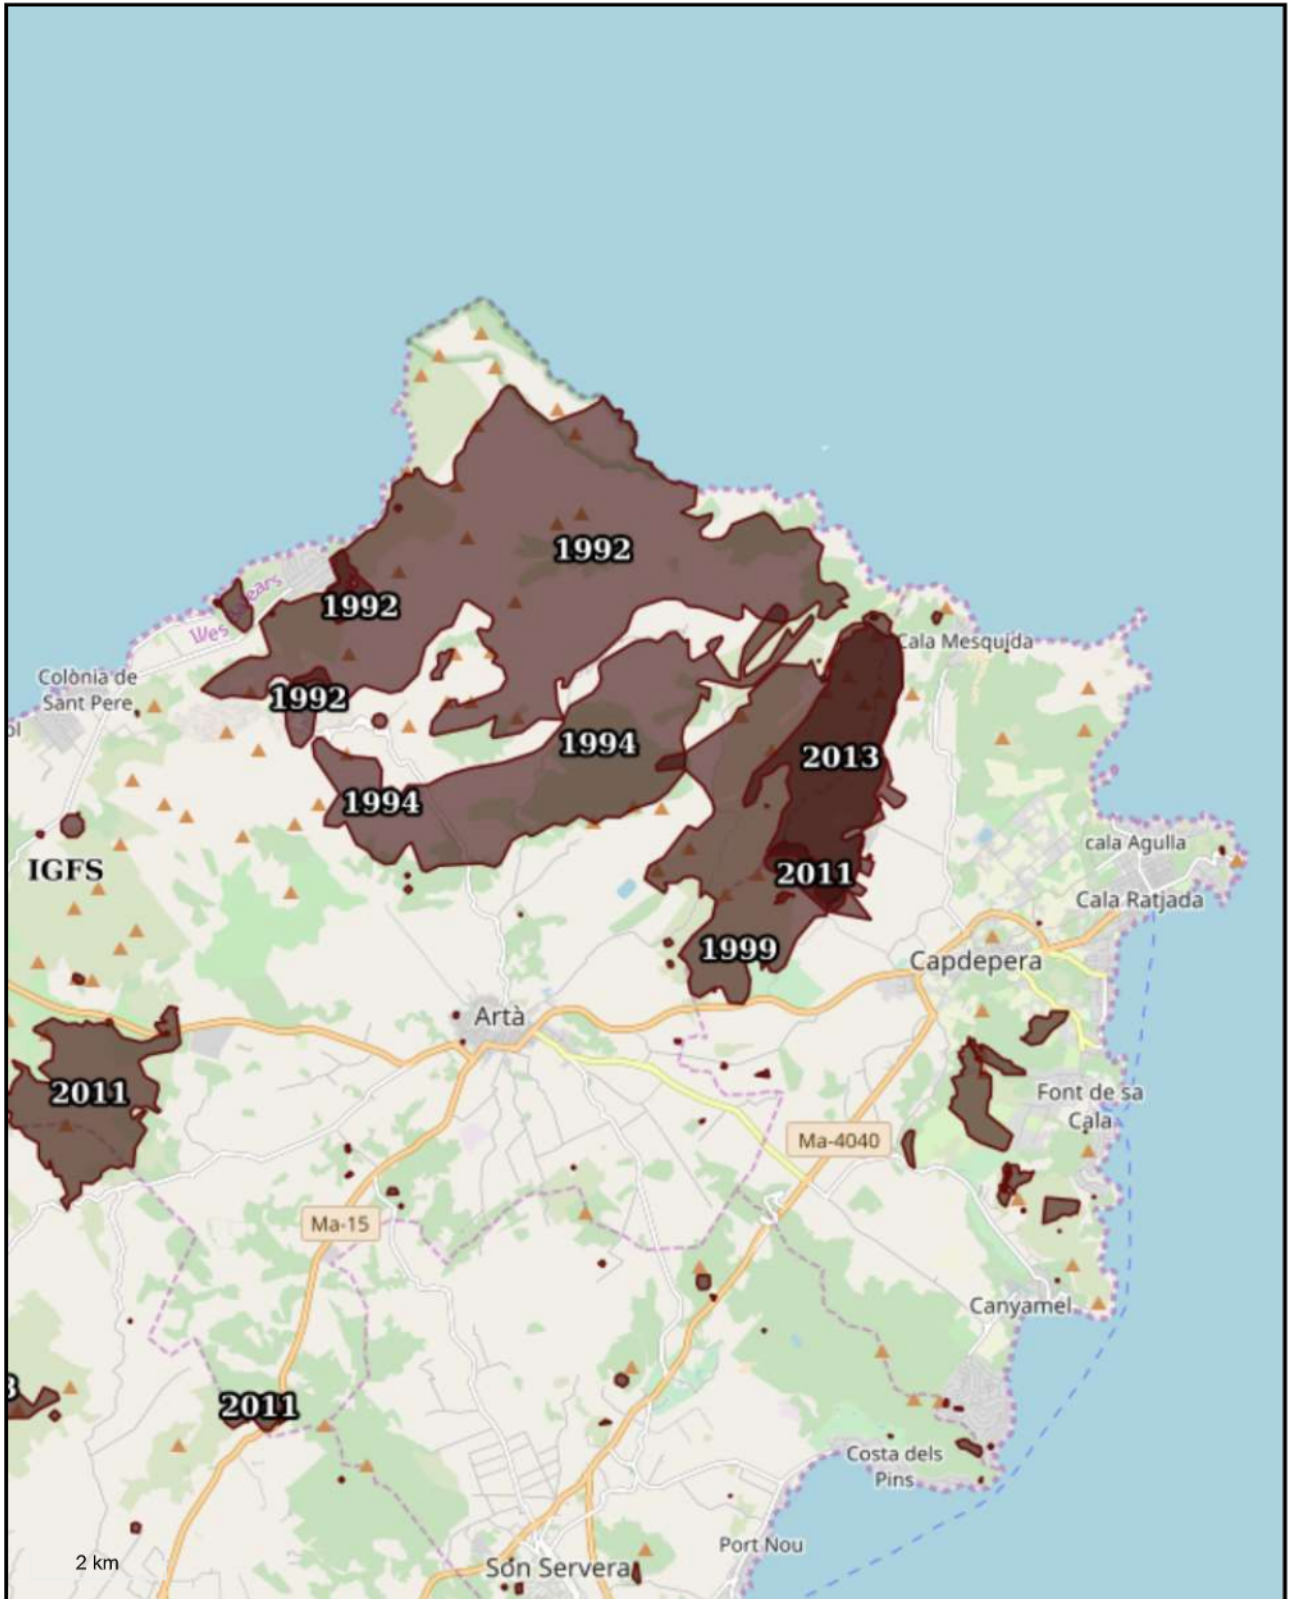 1992
1992
Illes
Cala Mesquida
Colònia de
Sant Pere
1992
1994
2013
1994
cala Agulla
IGFS
2011
Cala Ratjada
1999
Capdepera
Artà
2011
Font de sa
Cala
Ma-4040
Ma-15
Canyamel
2011
Costa dels
Pins
Port Nou
2 km
Són Servera